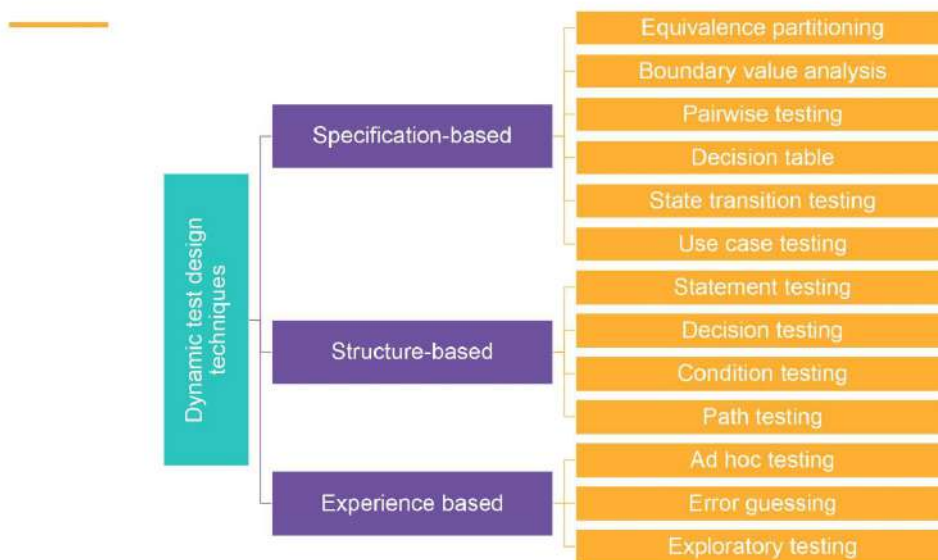 Dynamic test design
techniques
Specification-based
Equivalence partitioning
Boundary value analysis
Pairwise testing
Decision table
State transition testing
Use case testing
Structure-based
Statement testing
Decision testing
Condition testing
Path testing
Experience based
Ad hoc testing
Error guessing
Exploratory testing